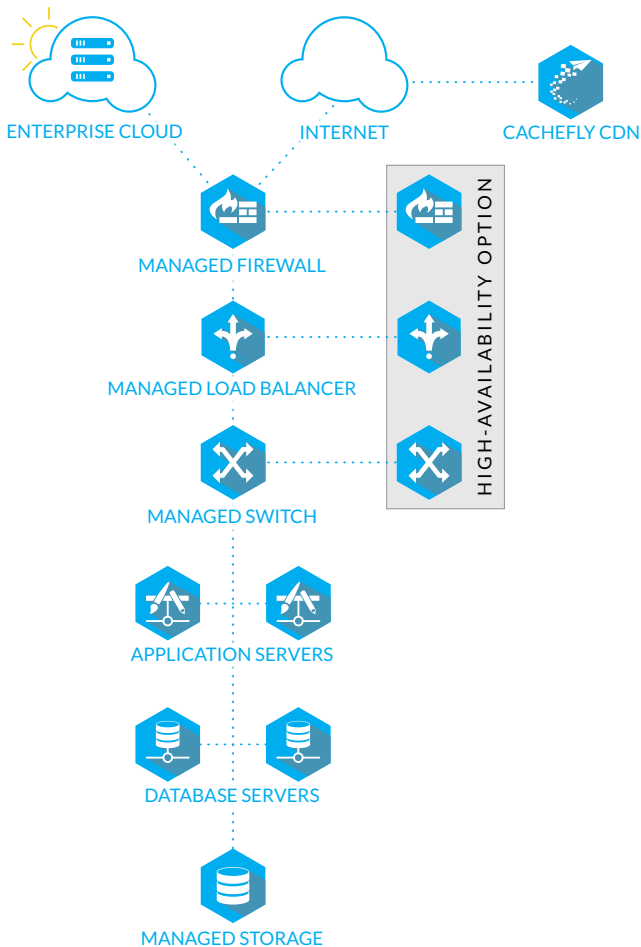 ENTERPRISE CLOUD
INTERNET
CACHEFLY CDN
MANAGED FIREWALL
HIGH-AVAILABILITY OPTION
MANAGED LOAD BALANCER
MANAGED SWITCH
APPLICATION SERVERS
DATABASE SERVERS
MANAGED STORAGE